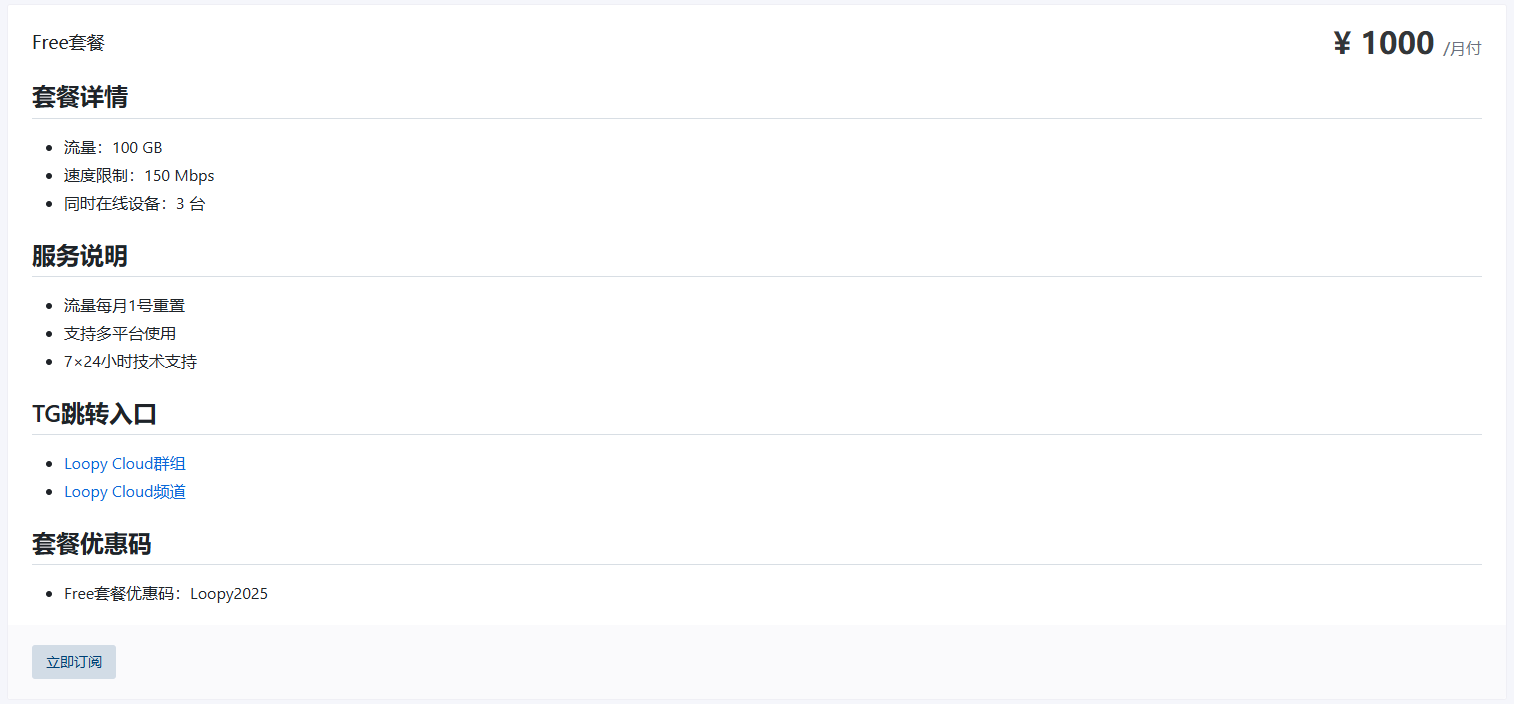 Free套餐
¥ 1000 /月付
套餐详情
流量：100 GB
速度限制：150 Mbps
同时在线设备：3 台
服务说明
流量每月1号重置
支持多平台使用
7×24小时技术支持
TG跳转入口
Loopy Cloud群组
Loopy Cloud频道
套餐优惠码
Free套餐优惠码：Loopy2025
立即订阅